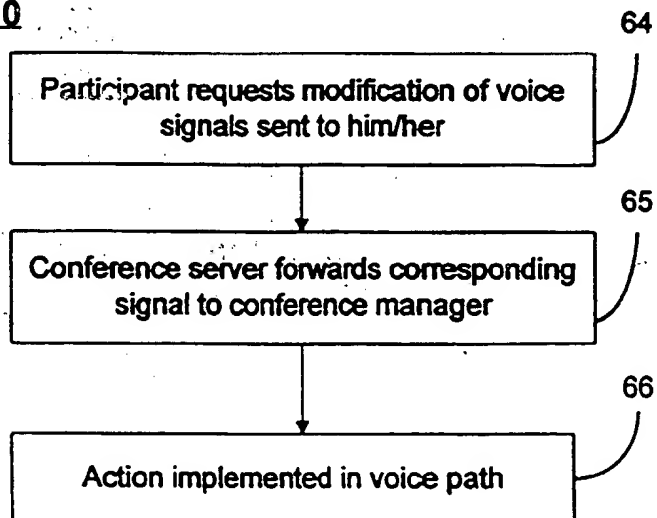 0
64
Participant requests modification of voice
signals sent to him/her
65
Conference server forwards corresponding
signal to conference manager
66
Action implemented in voice path